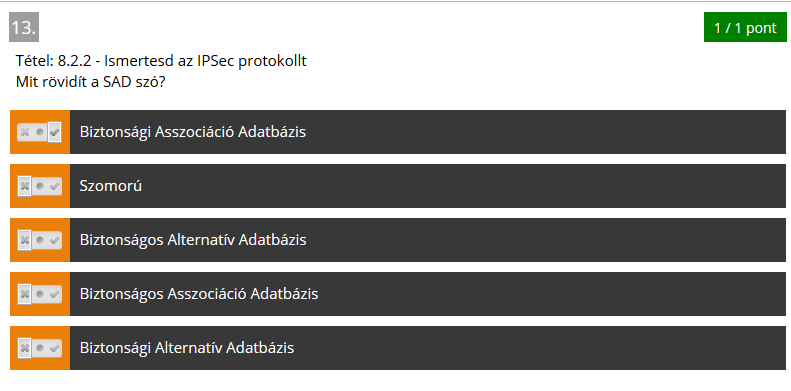 13.
1 / 1 pont
Tétel: 8.2.2 - Ismertesd az IPSec protokollt
Mit rövidít a SAD szó?
Biztonsági Asszociáció Adatbázis
Szomorú
Biztonságos Alternatív Adatbázis
Biztonságos Asszociáció Adatbázis
Biztonsági Alternatív Adatbázis